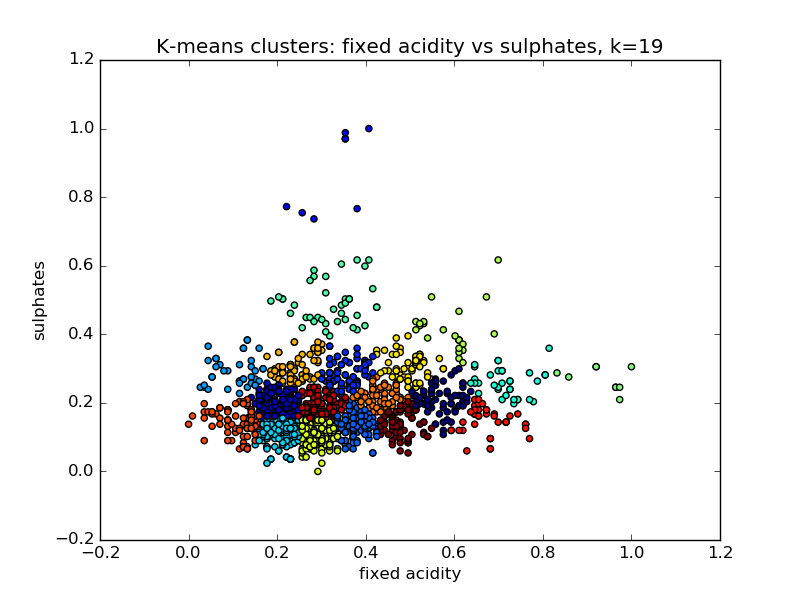 K-means clusters: fixed acidity vs sulphates, k=19
1.2
1.0
0.8
0.6
0.4
0.2
0.0
−0.2
sulphates
−0.2 0.0 0.2 0.4 0.6 0.8 1.0 1.2
fixed acidity